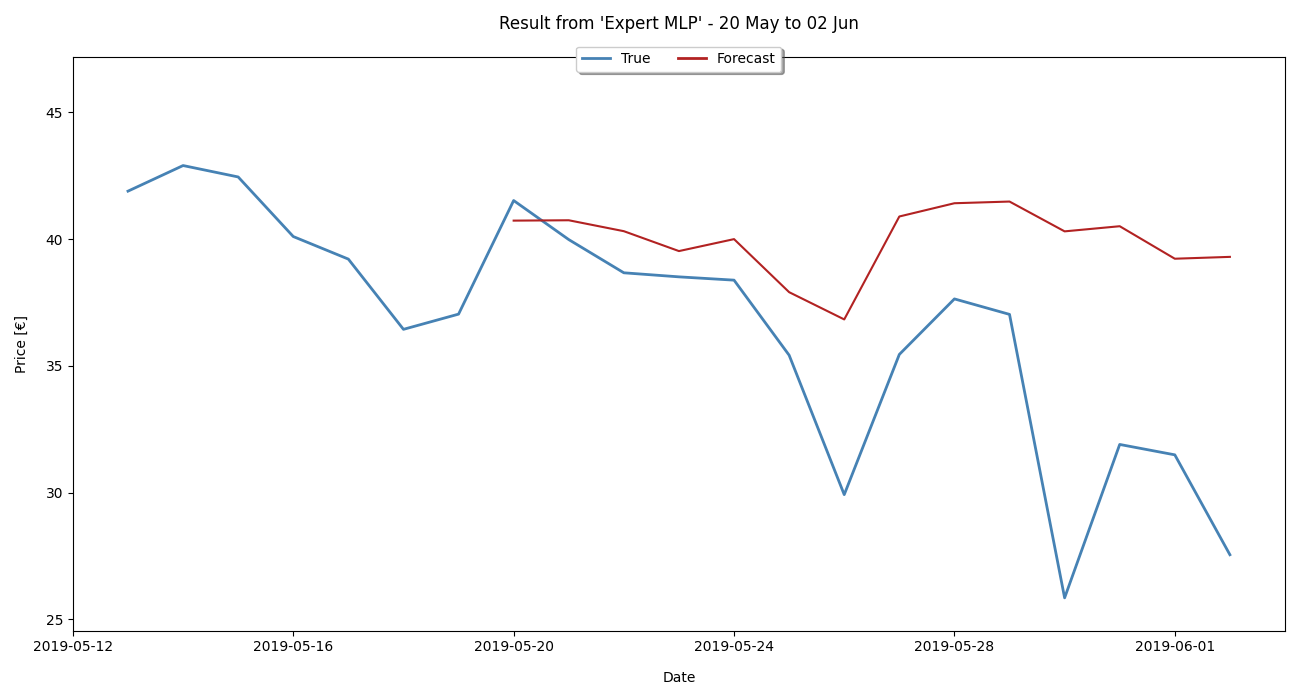 Result from 'Expert MLP' - 20 May to 02 Jun
True Forecast
45
40
35
30
25
Price [€]
2019-05-12 2019-05-16 2019-05-20 2019-05-24 2019-05-28 2019-06-01
Date